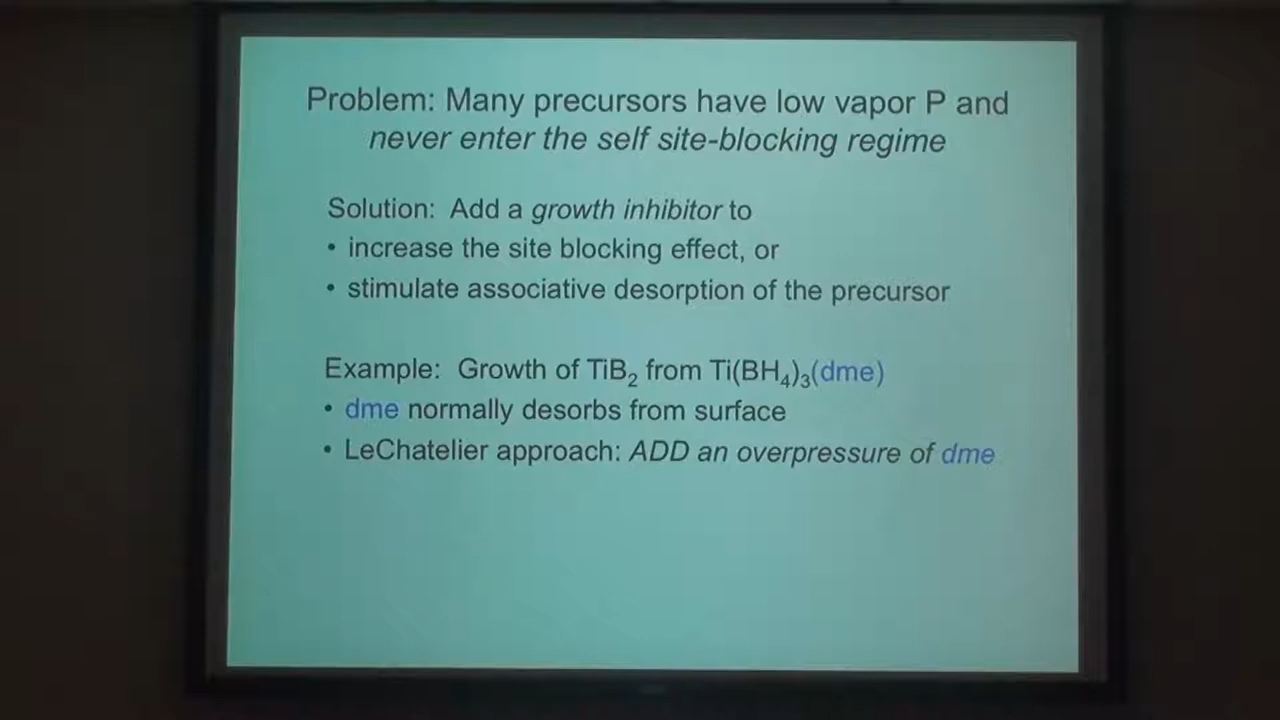 Problem: Many precursors have low vapor P and
never enter the self site-blocking regime
Solution: Add a growth inhibitor to
• increase the site blocking effect, or
• stimulate associative desorption of the precursor
Example: Growth of TiB₂ from Ti(BH₄)₃(dme)
• dme normally desorbs from surface
• LeChatelier approach: ADD an overpressure of dme